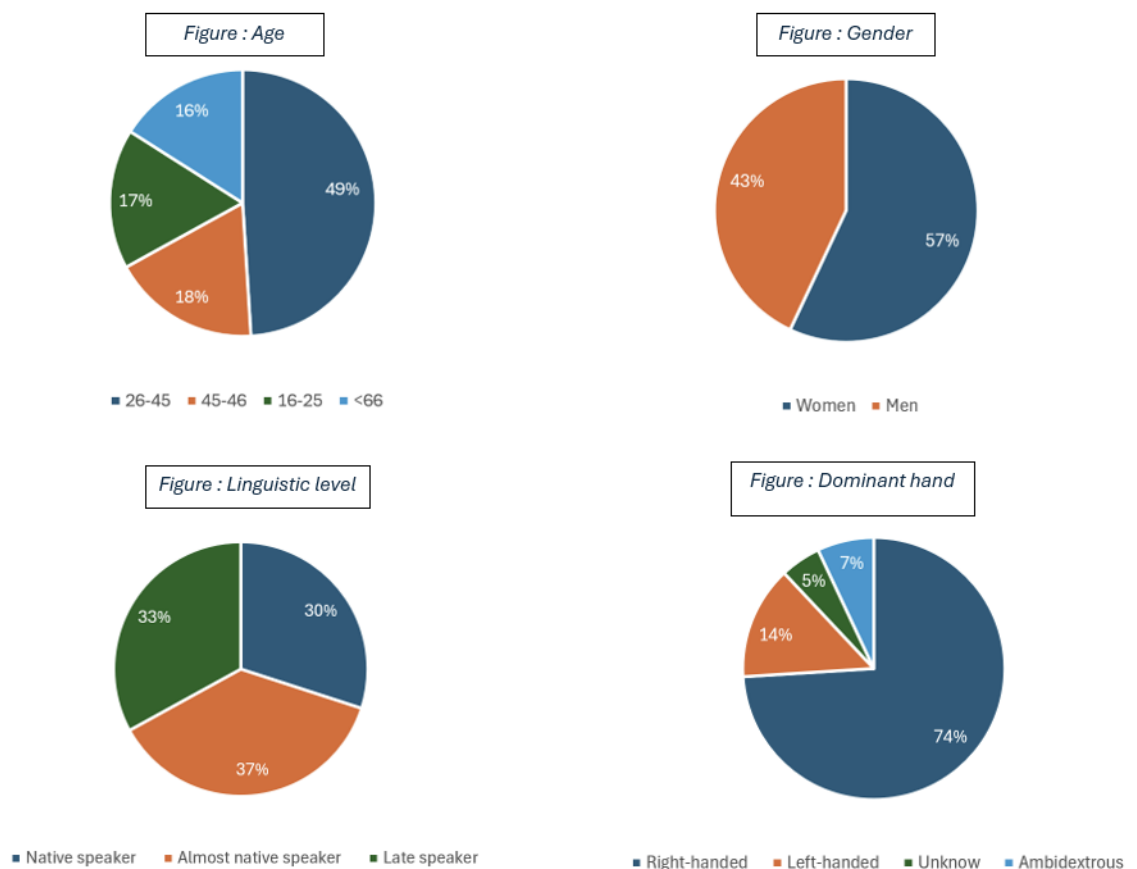 Figure : Age
Figure : Gender
16%
49%
17%
18%
43%
57%
26-45 45-46 16-25 <66
Women Men
Figure : Linguistic level
Figure : Dominant hand
33%
30%
37%
7%
5%
14%
74%
Native speaker Almost native speaker Late speaker
Right-handed Left-handed Unknow Ambidextrous